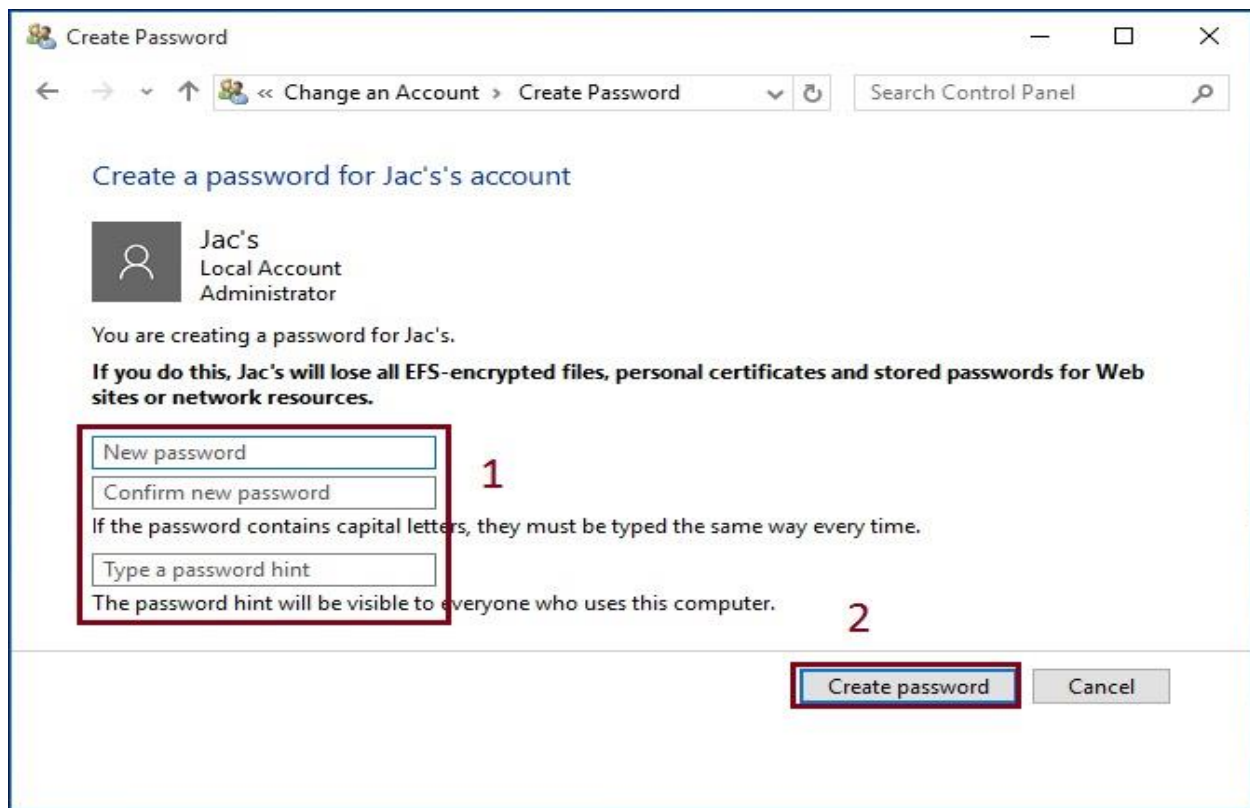 Create Password
« Change an Account › Create Password
Search Control Panel
Create a password for Jac's's account
Jac's
Local Account
Administrator
You are creating a password for Jac's.
If you do this, Jac's will lose all EFS-encrypted files, personal certificates and stored passwords for Web
sites or network resources.
New password
1
Confirm new password
If the password contains capital letters, they must be typed the same way every time.
Type a password hint
The password hint will be visible to everyone who uses this computer.
2
Create password
Cancel